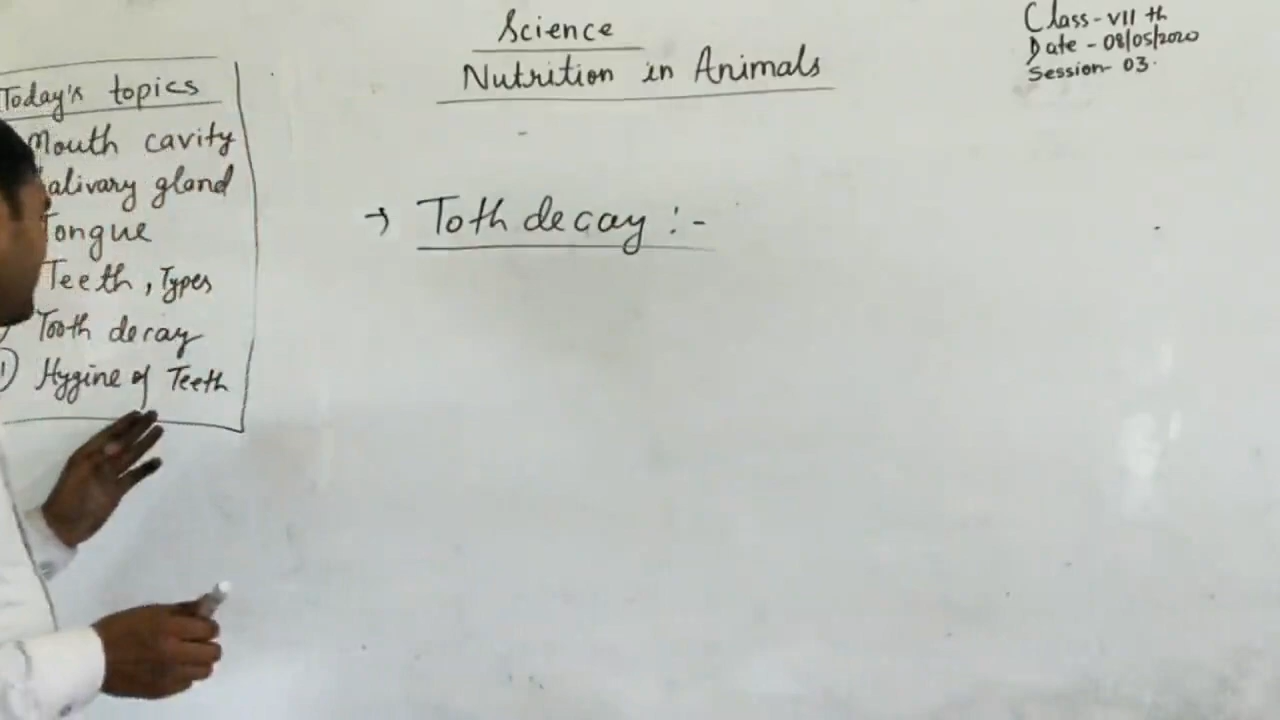 Science
Nutrition in Animals
Class - VII th
Date - 08/05/2020
Session - 03.
Today's topics
Mouth cavity
alivary gland
Tongue
Teeth, Types
Tooth decay
Hygine of Teeth
→ Toth decay :-